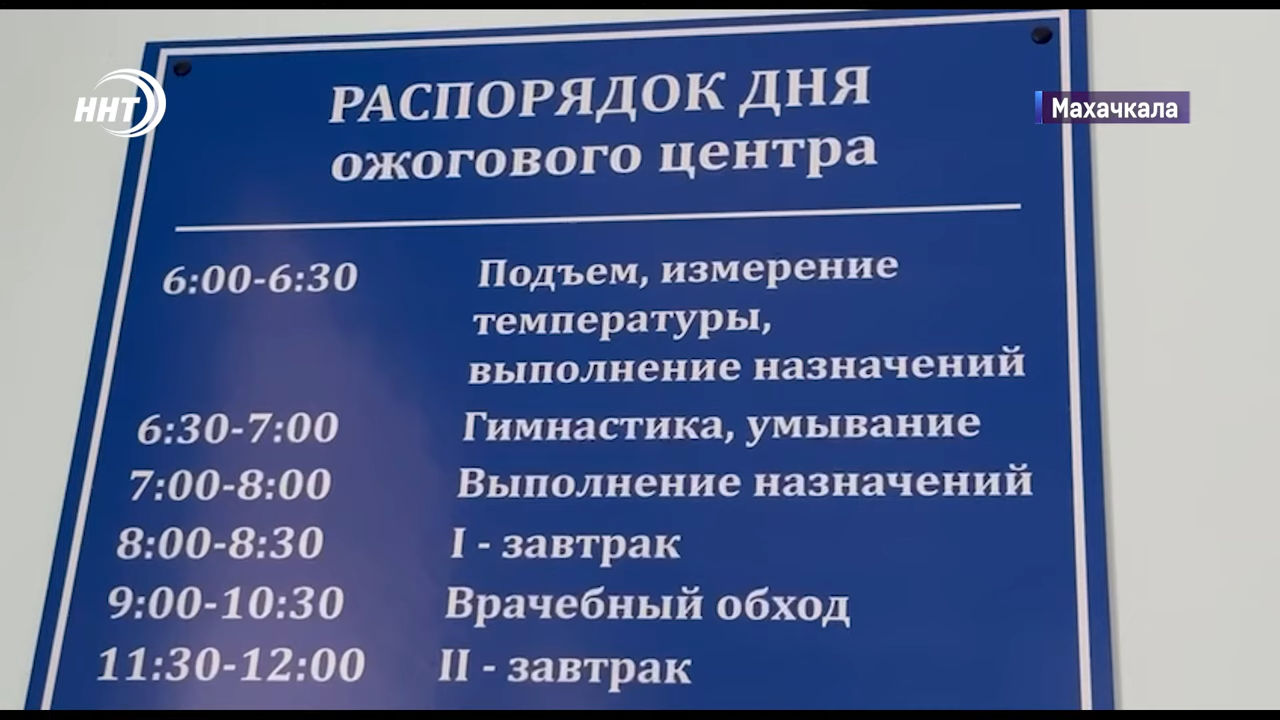 ННТ
Махачкала
РАСПОРЯДОК ДНЯ
ожогового центра
6:00-6:30 Подъем, измерение
температуры,
выполнение назначений
6:30-7:00 Гимнастика, умывание
7:00-8:00 Выполнение назначений
8:00-8:30 I - завтрак
9:00-10:30 Врачебный обход
11:30-12:00 II - завтрак